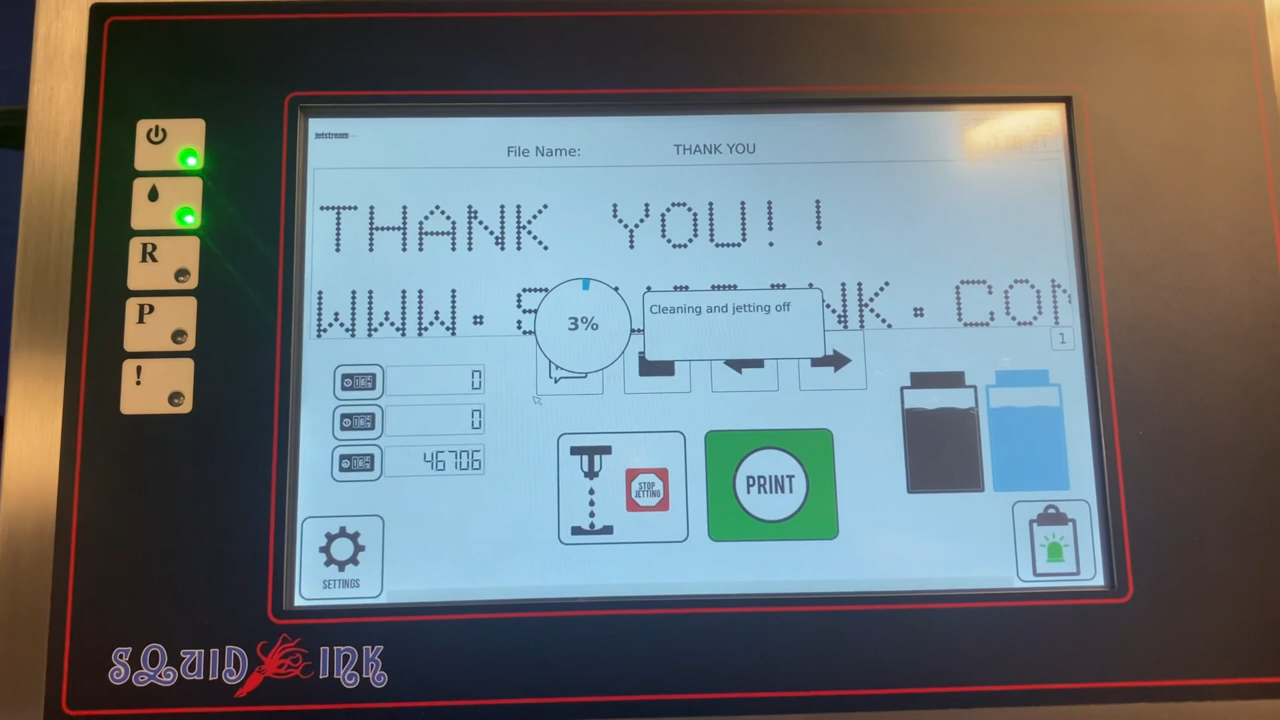 jetstream
File Name: THANK YOU
THANK YOU!!
WWW.S INK.COM
3%
Cleaning and jetting off
1
R
P
!
0
0
46706
STOP JETTING
PRINT
SETTINGS
SQUID INK